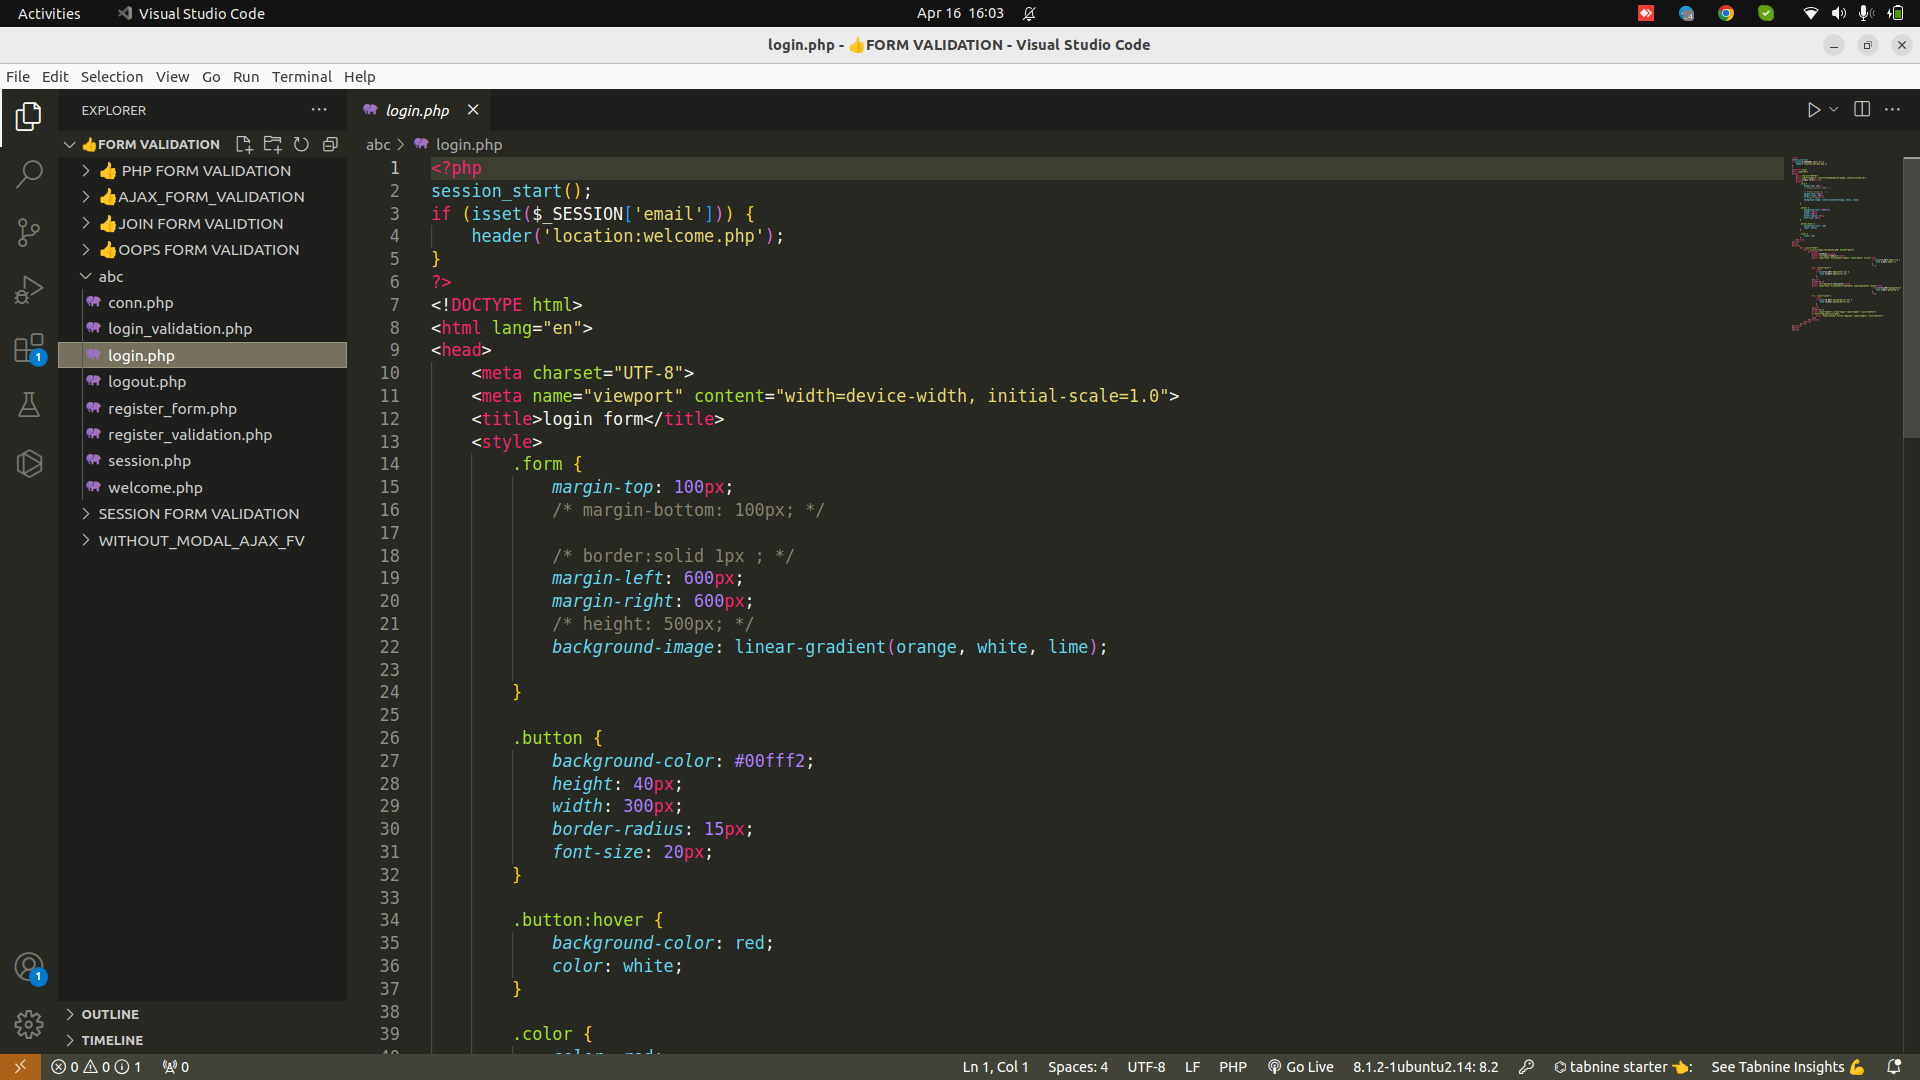 Activities
Visual Studio Code
Apr 16 16:03
login.php - 👍FORM VALIDATION - Visual Studio Code
File Edit Selection View Go Run Terminal Help
EXPLORER
👍FORM VALIDATION
👍 PHP FORM VALIDATION
👍AJAX_FORM_VALIDATION
👍JOIN FORM VALIDTION
👍OOPS FORM VALIDATION
abc
conn.php
login_validation.php
login.php
logout.php
register_form.php
register_validation.php
session.php
welcome.php
SESSION FORM VALIDATION
WITHOUT_MODAL_AJAX_FV
OUTLINE
TIMELINE
1
1
login.php
abc > login.php
1 <?php
2 session_start();
3 if (isset($_SESSION['email'])) {
4     header('location:welcome.php');
5 }
6 ?>
7 <!DOCTYPE html>
8 <html lang="en">
9 <head>
10     <meta charset="UTF-8">
11     <meta name="viewport" content="width=device-width, initial-scale=1.0">
12     <title>login form</title>
13     <style>
14         .form {
15             margin-top: 100px;
16             /* margin-bottom: 100px; */
17
18             /* border:solid 1px ; */
19             margin-left: 600px;
20             margin-right: 600px;
21             /* height: 500px; */
22             background-image: linear-gradient(orange, white, lime);
23
24         }
25
26         .button {
27             background-color: #00fff2;
28             height: 40px;
29             width: 300px;
30             border-radius: 15px;
31             font-size: 20px;
32         }
33
34         .button:hover {
35             background-color: red;
36             color: white;
37         }
38
39         .color {
0 0 1 0
Ln 1, Col 1 Spaces: 4 UTF-8 LF PHP Go Live 8.1.2-1ubuntu2.14: 8.2 tabnine starter 👈: See Tabnine Insights 💪